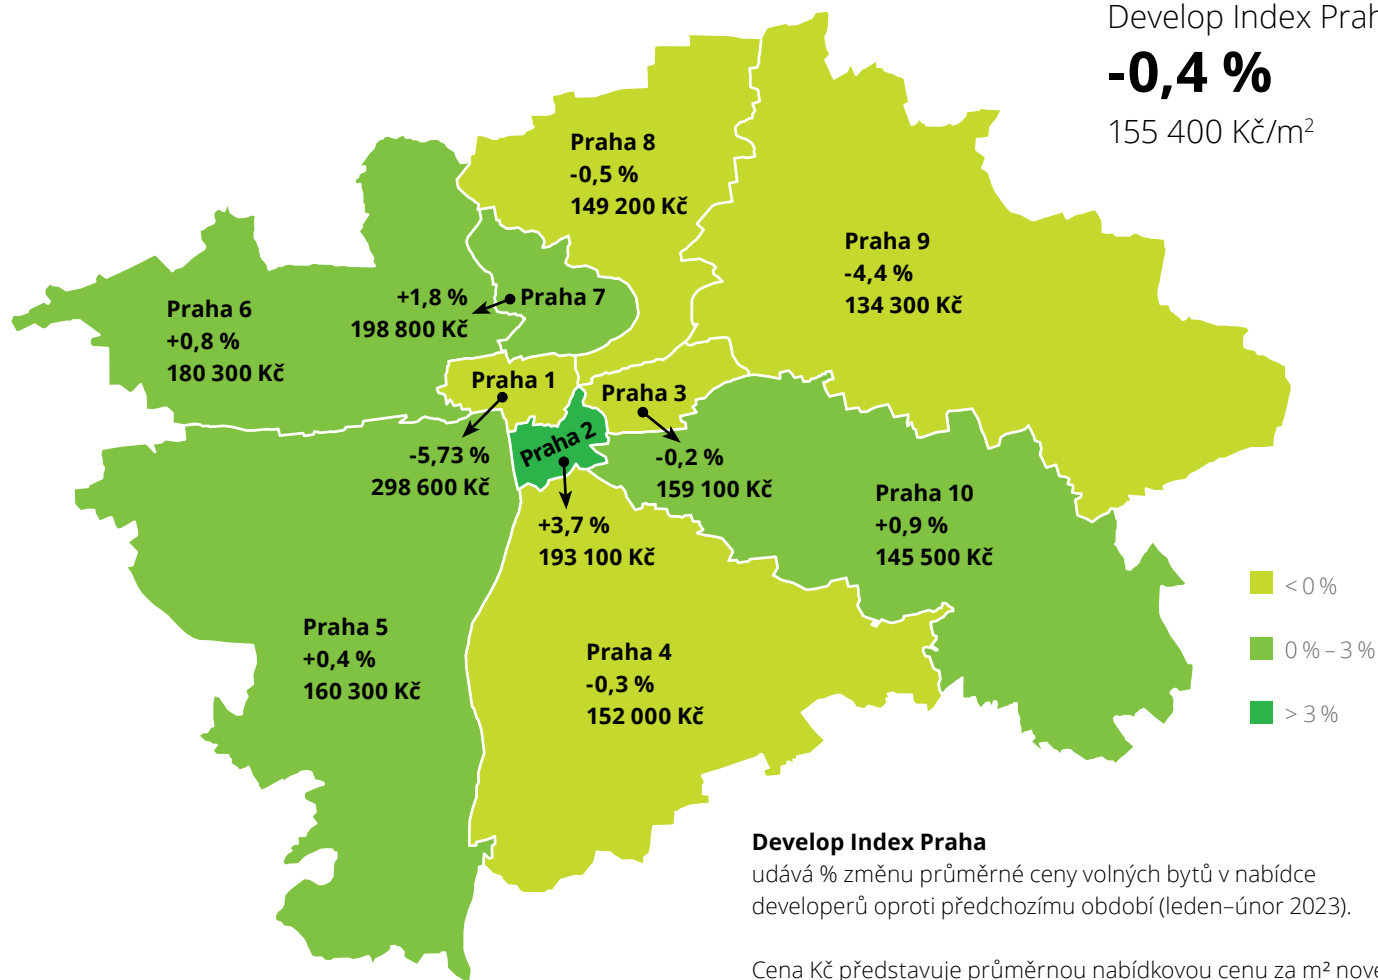 Develop Index Prah
-0,4 %
155 400 Kč/m²
Praha 8
-0,5 %
149 200 Kč
Praha 9
-4,4 %
134 300 Kč
Praha 6
+0,8 %
180 300 Kč
+1,8 %
198 800 Kč
Praha 7
Praha 1
-5,73 %
298 600 Kč
Praha 3
-0,2 %
159 100 Kč
Praha 2
+3,7 %
193 100 Kč
Praha 10
+0,9 %
145 500 Kč
Praha 5
+0,4 %
160 300 Kč
Praha 4
-0,3 %
152 000 Kč
< 0 %
0 % – 3 %
> 3 %
Develop Index Praha
udává % změnu průměrné ceny volných bytů v nabídce
developerů oproti předchozímu období (leden–únor 2023).
Cena Kč představuje průměrnou nabídkovou cenu za m² nové